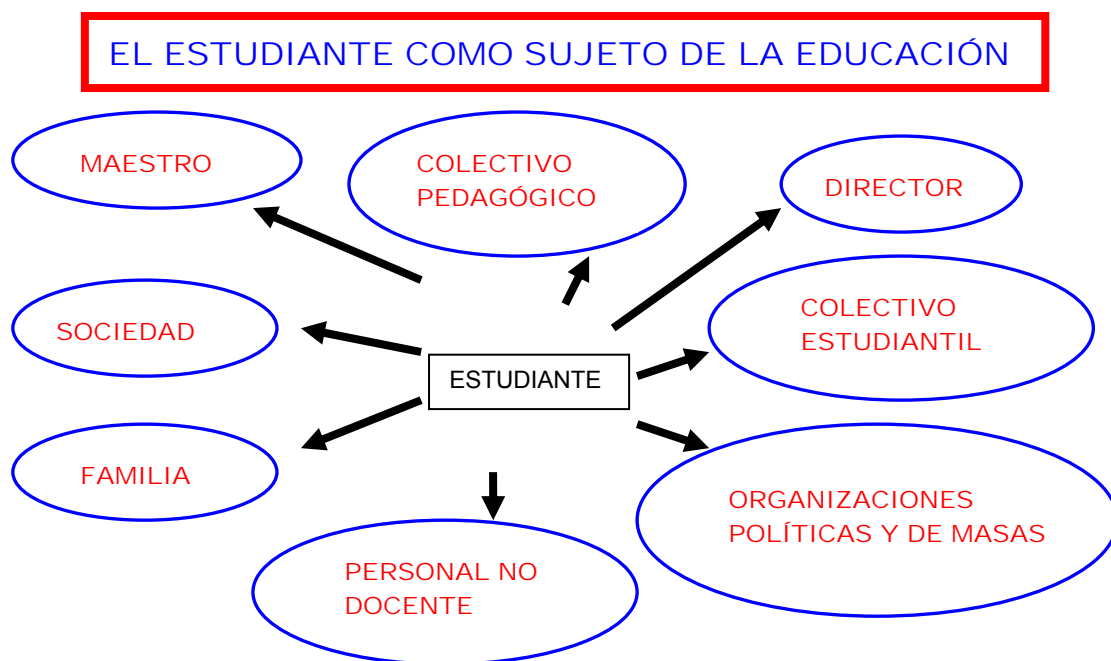 EL ESTUDIANTE COMO SUJETO DE LA EDUCACIÓN
MAESTRO
COLECTIVO
PEDAGÓGICO
DIRECTOR
SOCIEDAD
COLECTIVO
ESTUDIANTIL
ESTUDIANTE
FAMILIA
ORGANIZACIONES
POLÍTICAS Y DE MASAS
PERSONAL NO
DOCENTE